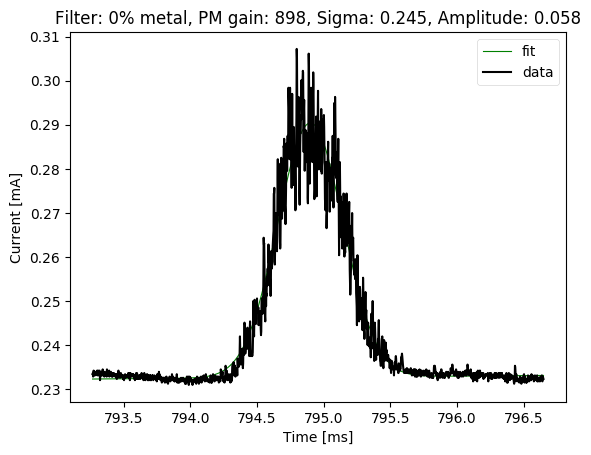 Filter: 0% metal, PM gain: 898, Sigma: 0.245, Amplitude: 0.058
fit
data
0.31
0.30
0.29
0.28
0.27
0.26
0.25
0.24
0.23
Current [mA]
793.5 794.0 794.5 795.0 795.5 796.0 796.5
Time [ms]